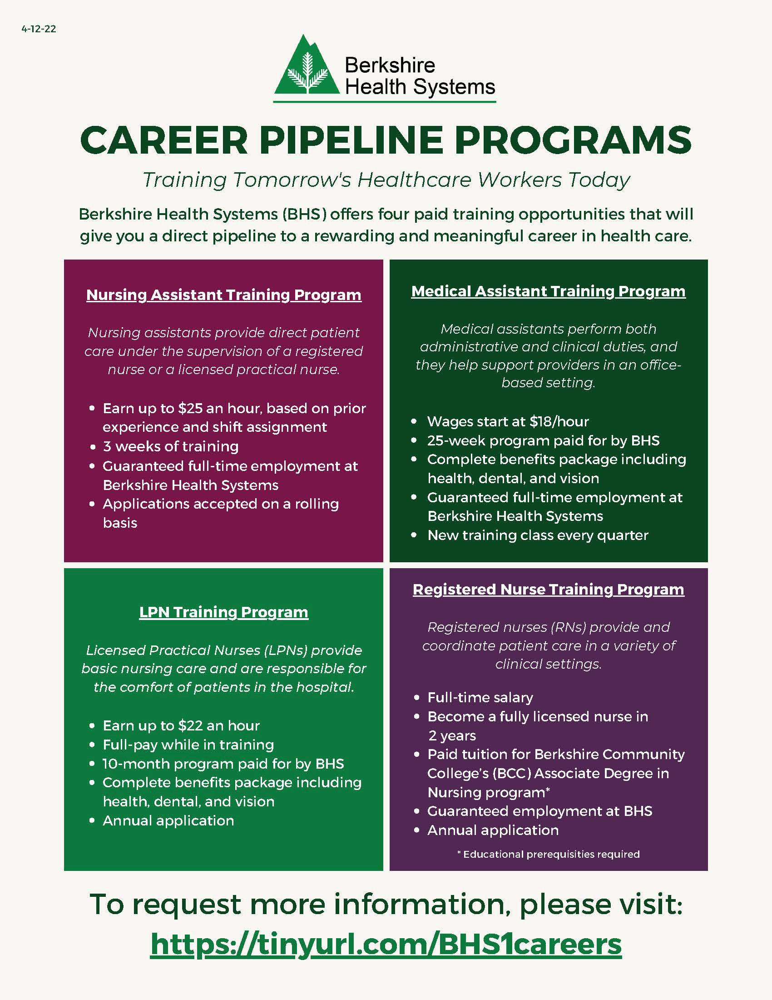 4-12-22
Berkshire
Health Systems
CAREER PIPELINE PROGRAMS
Training Tomorrow's Healthcare Workers Today
Berkshire Health Systems (BHS) offers four paid training opportunities that will
give you a direct pipeline to a rewarding and meaningful career in health care.
Nursing Assistant Training Program
Nursing assistants provide direct patient
care under the supervision of a registered
nurse or a licensed practical nurse.
• Earn up to $25 an hour, based on prior
experience and shift assignment
• 3 weeks of training
• Guaranteed full-time employment at
Berkshire Health Systems
• Applications accepted on a rolling
basis
Medical Assistant Training Program
Medical assistants perform both
administrative and clinical duties, and
they help support providers in an office-
based setting.
• Wages start at $18/hour
• 25-week program paid for by BHS
• Complete benefits package including
health, dental, and vision
• Guaranteed full-time employment at
Berkshire Health Systems
• New training class every quarter
LPN Training Program
Licensed Practical Nurses (LPNs) provide
basic nursing care and are responsible for
the comfort of patients in the hospital.
• Earn up to $22 an hour
• Full-pay while in training
• 10-month program paid for by BHS
• Complete benefits package including
health, dental, and vision
• Annual application
Registered Nurse Training Program
Registered nurses (RNs) provide and
coordinate patient care in a variety of
clinical settings.
• Full-time salary
• Become a fully licensed nurse in
2 years
• Paid tuition for Berkshire Community
College’s (BCC) Associate Degree in
Nursing program*
• Guaranteed employment at BHS
• Annual application
* Educational prerequisities required
To request more information, please visit:
https://tinyurl.com/BHS1careers